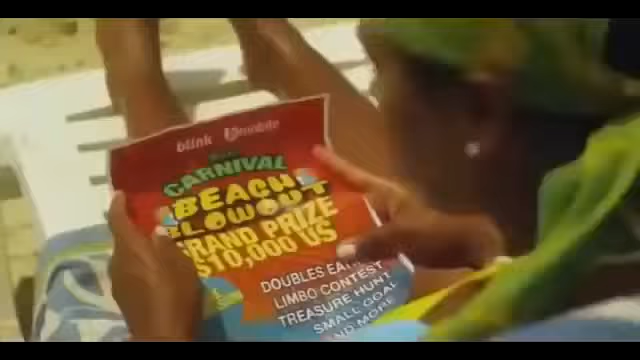 blink bmobile
CARNIVAL
BEACH
BLOWOUT
GRAND PRIZE
$10,000 US
DOUBLES EA
LIMBO CONTEST
TREASURE HUNT
SMALL GOAL
AND MORE